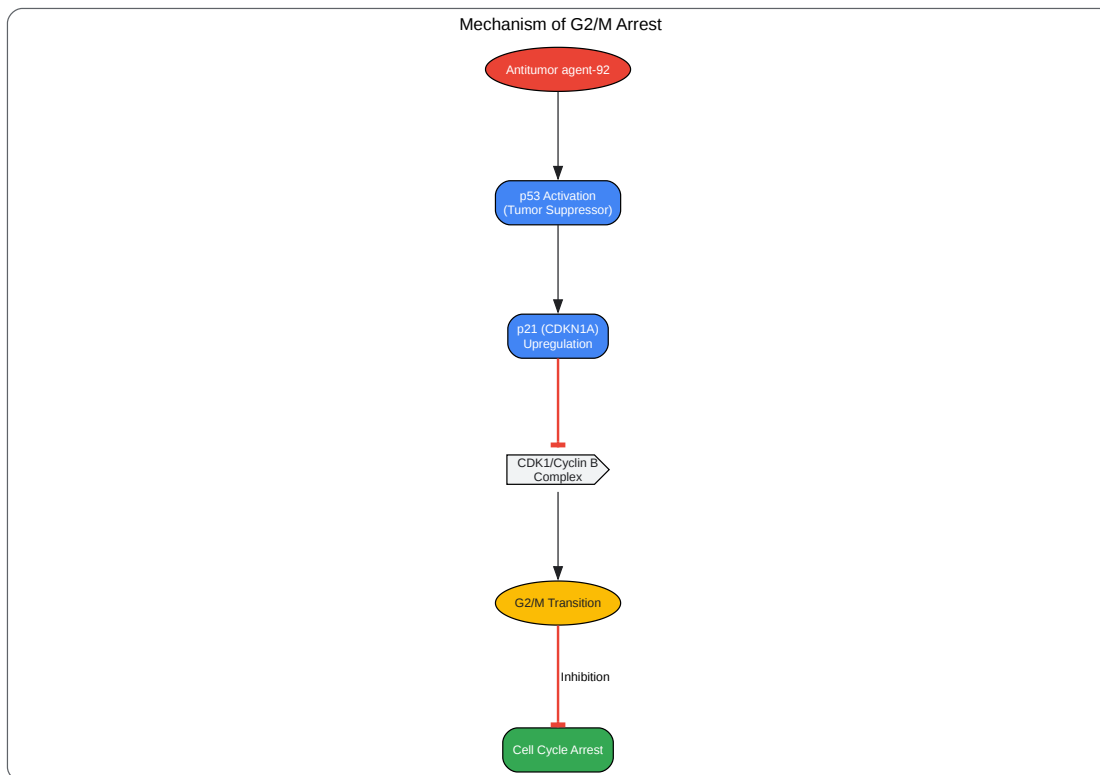 Mechanism of G2/M Arrest
Antitumor agent-92
p53 Activation
(Tumor Suppressor)
p21 (CDKN1A)
Upregulation
CDK1/Cyclin B
Complex
G2/M Transition
Inhibition
Cell Cycle Arrest